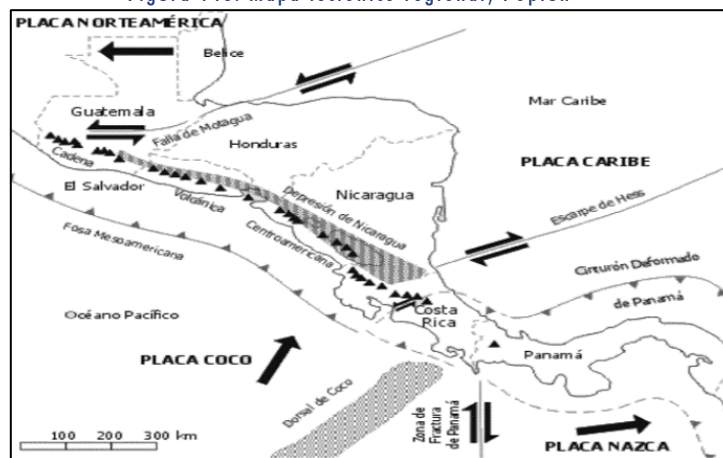 PLACA NORTEAMÉRICA
Belice
Guatemala
Falla de Motagua
Mar Caribe
Honduras
PLACA CARIBE
Cadena
Volcánica
Centroamericana
El Salvador
Nicaragua
Depresión de Nicaragua
Escarpe de Hess
Fosa Mesoamericana
Cinturón Deformado
de Panamá
Océano Pacífico
Costa
Rica
PLACA COCO
Panamá
Dorsal de Coco
Zona de
Fractura
de Panamá
PLACA NAZCA
100 200 300 km